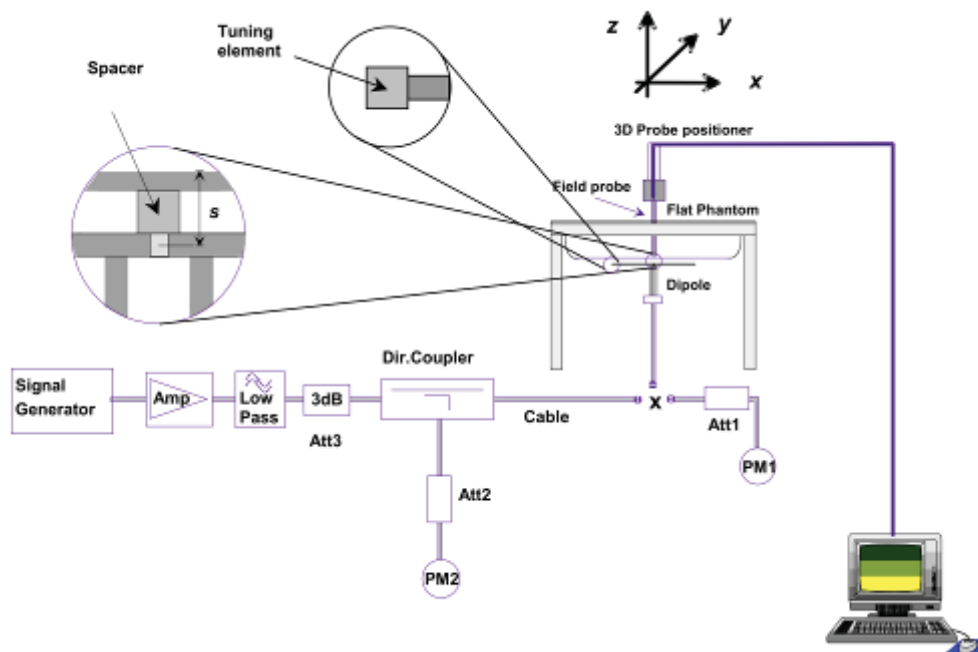 Tuning
element
Spacer
z
y
x
3D Probe positioner
Field probe
Flat Phantom
s
Dipole
Dir.Coupler
Signal
Generator
Amp
Low
Pass
3dB
Att3
Cable
x
Att1
PM1
Att2
PM2